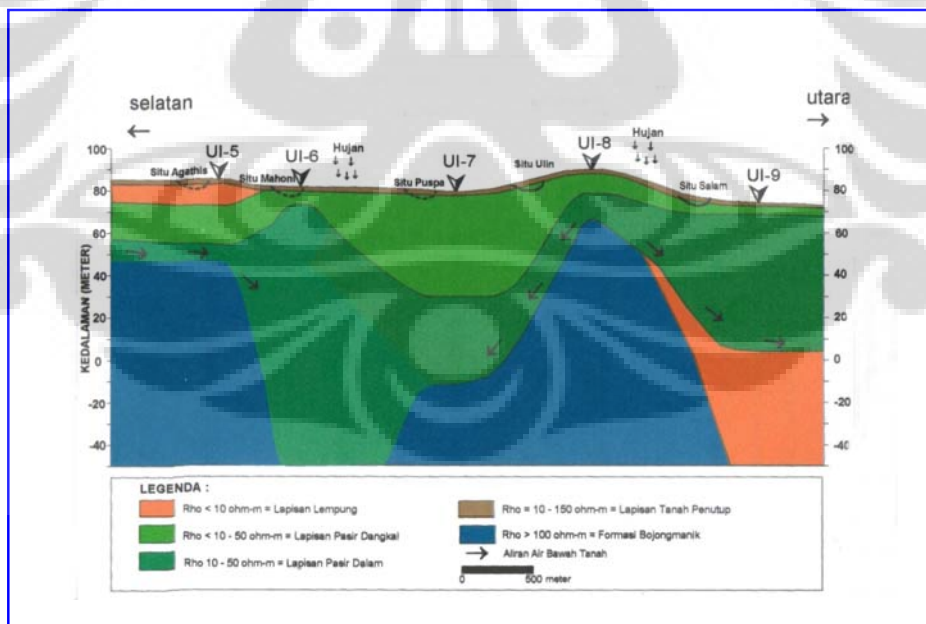 selatan
utara
←
→
UI-5
UI-6
Hujan
UI-7
UI-8
Hujan
UI-9
Situ Agathis
Situ Mahoni
Situ Puspa
Situ Ulin
Situ Salam
KEDALAMAN (METER)
100
80
60
40
20
0
-20
-40
100
80
60
40
20
0
-20
-40
LEGENDA :
Rho < 10 ohm-m = Lapisan Lempung
Rho < 10 - 50 ohm-m = Lapisan Pasir Dangkal
Rho 10 - 50 ohm-m = Lapisan Pasir Dalam
Rho = 10 - 150 ohm-m = Lapisan Tanah Penutup
Rho > 100 ohm-m = Formasi Bojongmanik
→ Aliran Air Bawah Tanah
0 500 meter